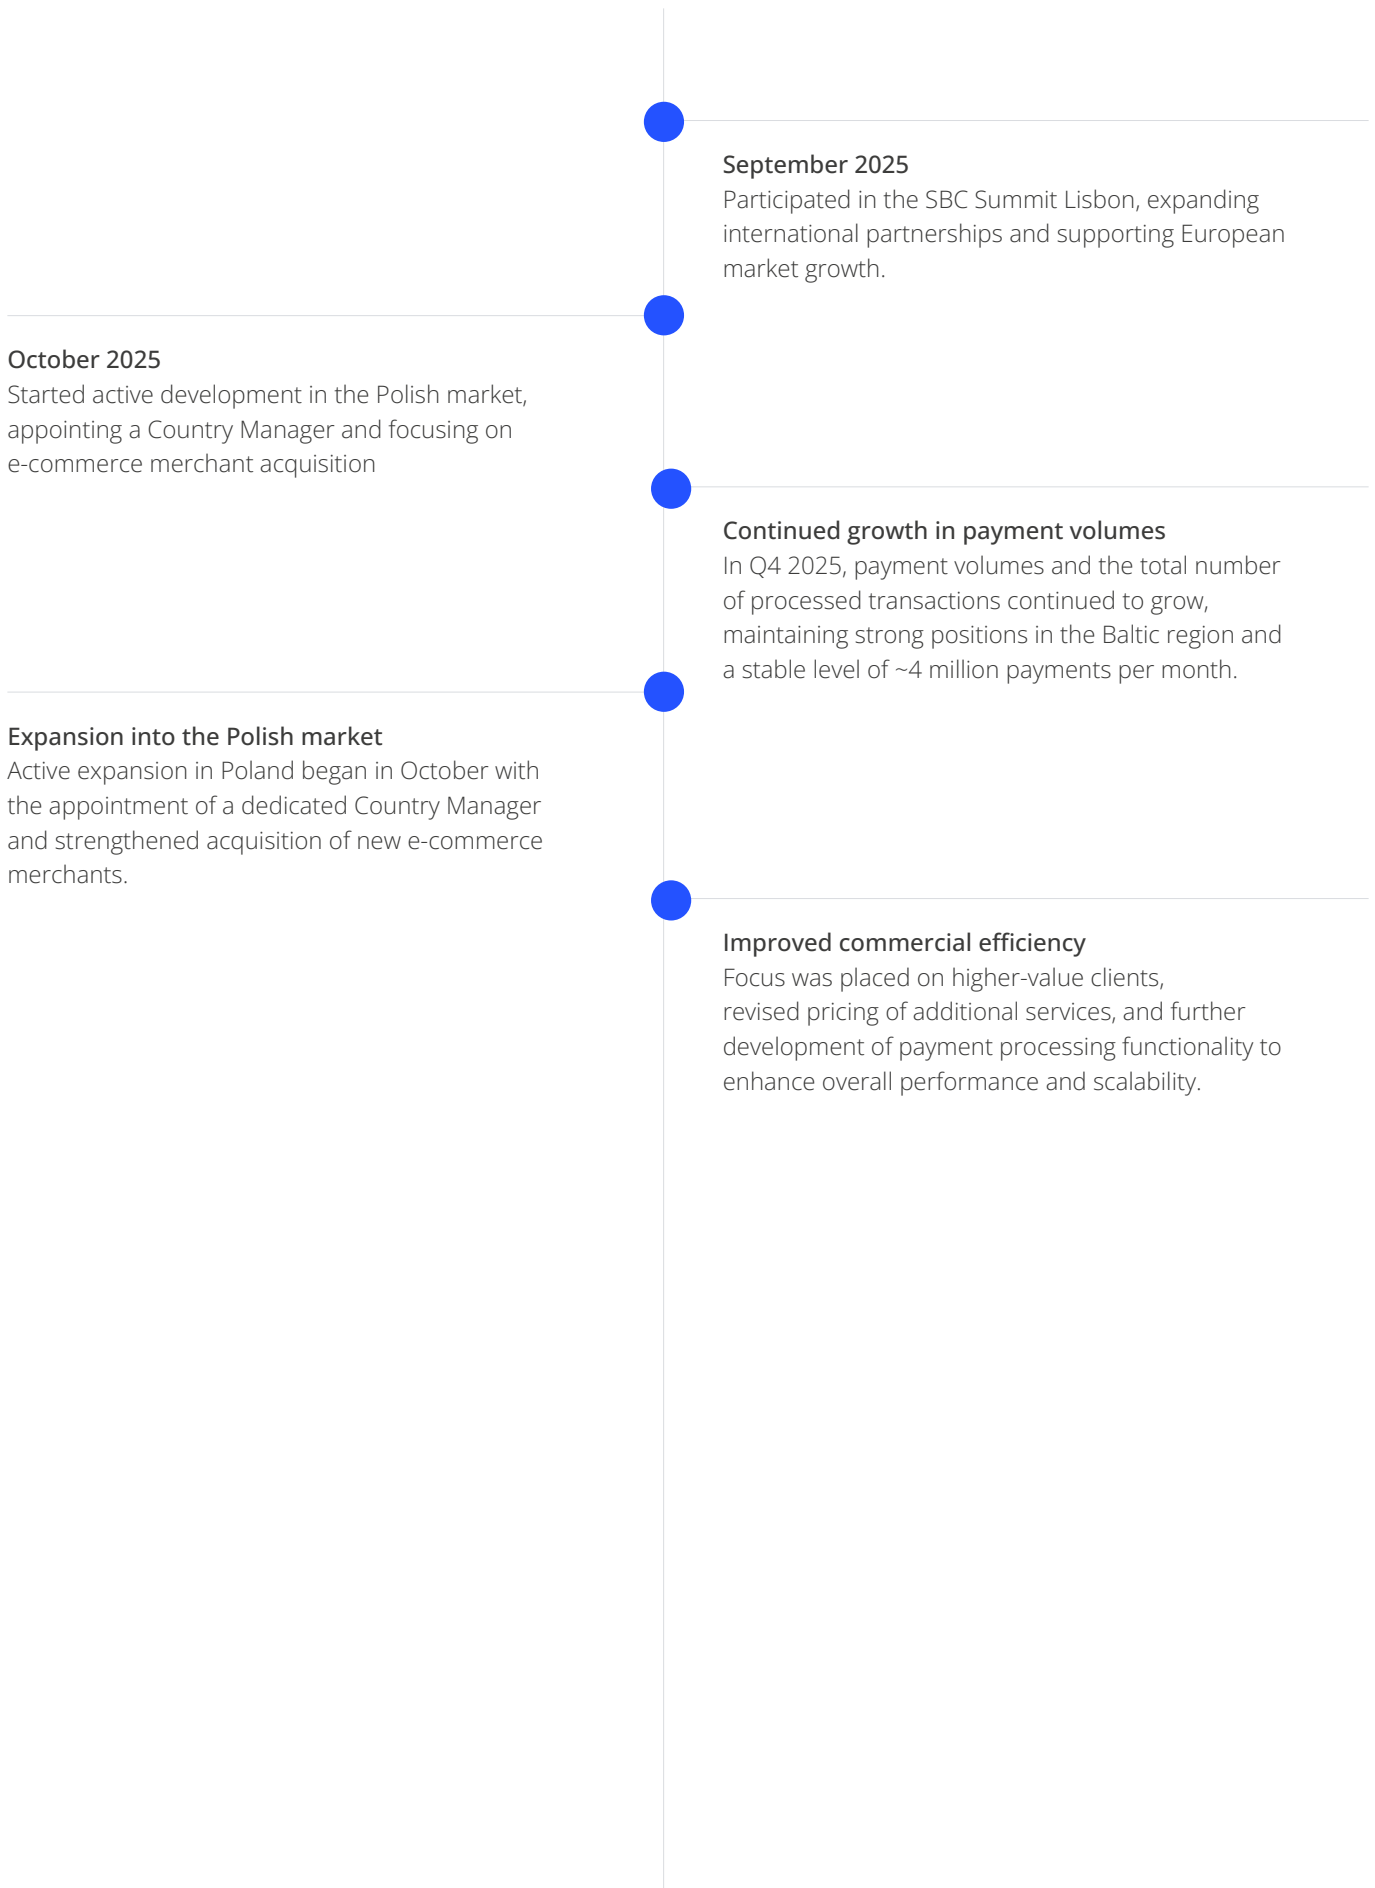 September 2025
Participated in the SBC Summit Lisbon, expanding
international partnerships and supporting European
market growth.
October 2025
Started active development in the Polish market,
appointing a Country Manager and focusing on
e-commerce merchant acquisition
Continued growth in payment volumes
In Q4 2025, payment volumes and the total number
of processed transactions continued to grow,
maintaining strong positions in the Baltic region and
a stable level of ~4 million payments per month.
Expansion into the Polish market
Active expansion in Poland began in October with
the appointment of a dedicated Country Manager
and strengthened acquisition of new e-commerce
merchants.
Improved commercial efficiency
Focus was placed on higher-value clients,
revised pricing of additional services, and further
development of payment processing functionality to
enhance overall performance and scalability.